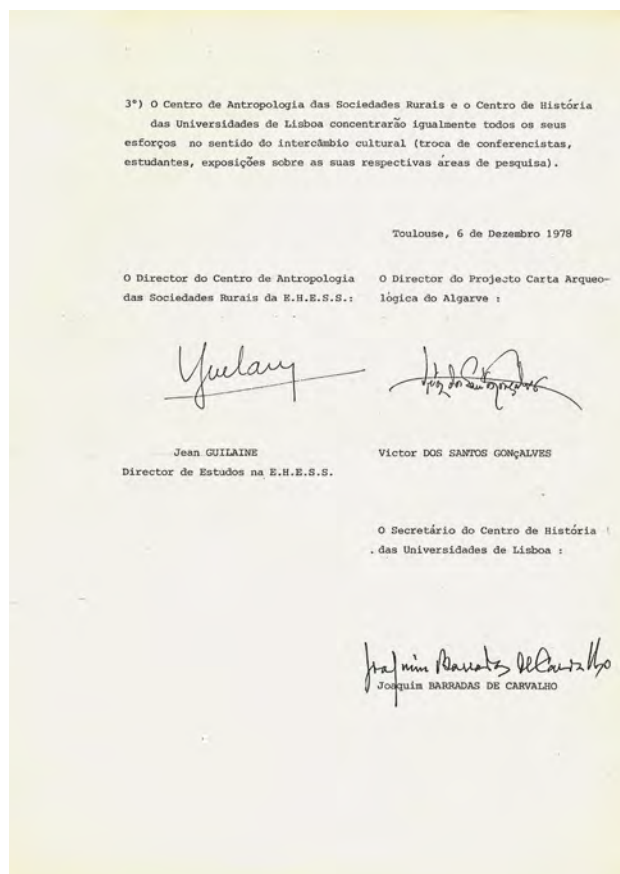 3º) O Centro de Antropologia das Sociedades Rurais e o Centro de História
das Universidades de Lisboa concentrarão igualmente todos os seus
esforços no sentido do intercâmbio cultural (troca de conferencistas,
estudantes, exposições sobre as suas respectivas áreas de pesquisa).
Toulouse, 6 de Dezembro 1978
O Director do Centro de Antropologia
das Sociedades Rurais da E.H.E.S.S.:
O Director do Projecto Carta Arqueo-
lógica do Algarve :
Jean GUILAINE
Director de Estudos na E.H.E.S.S.
Victor DOS SANTOS GONÇALVES
O Secretário do Centro de História
das Universidades de Lisboa :
Joaquim Barradas de Carvalho
Joaquim BARRADAS DE CARVALHO